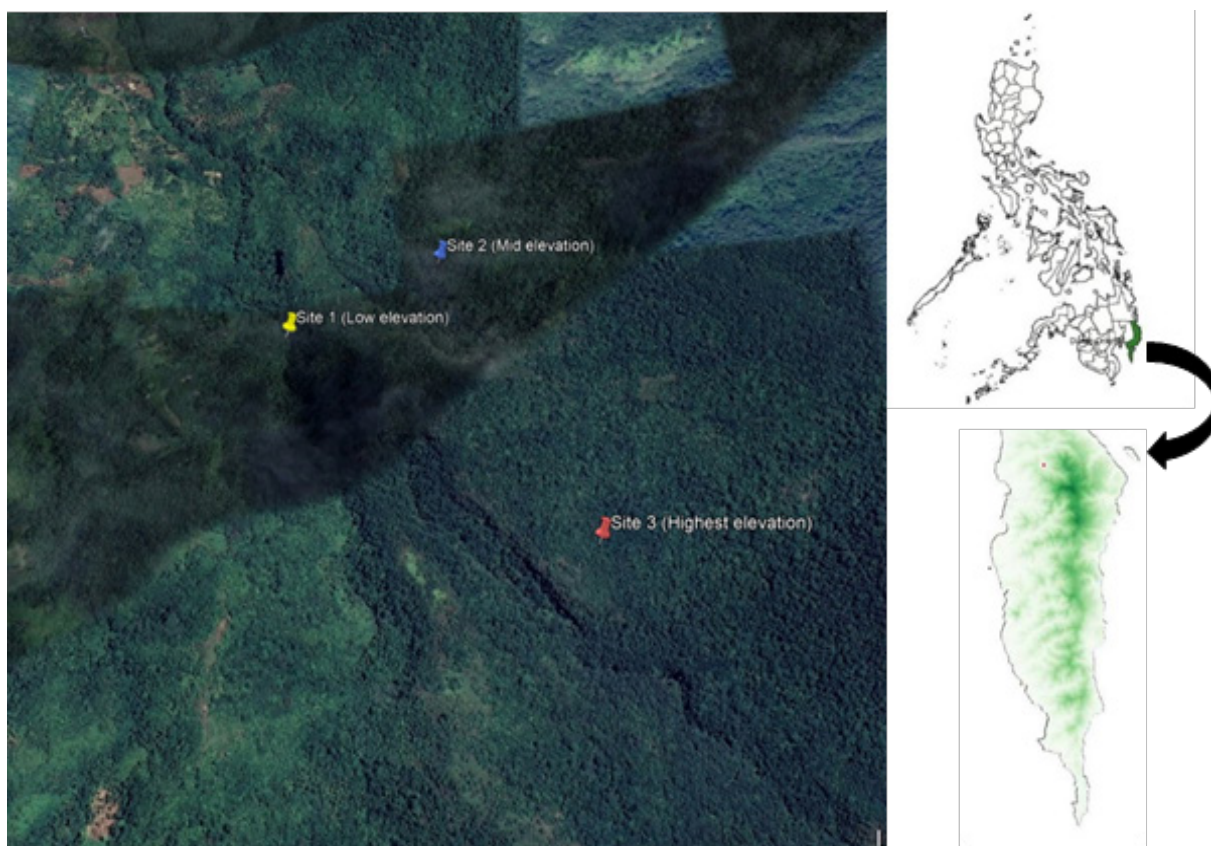 Site 2 (Mid elevation)
Site 1 (Low elevation)
Site 3 (Highest elevation)